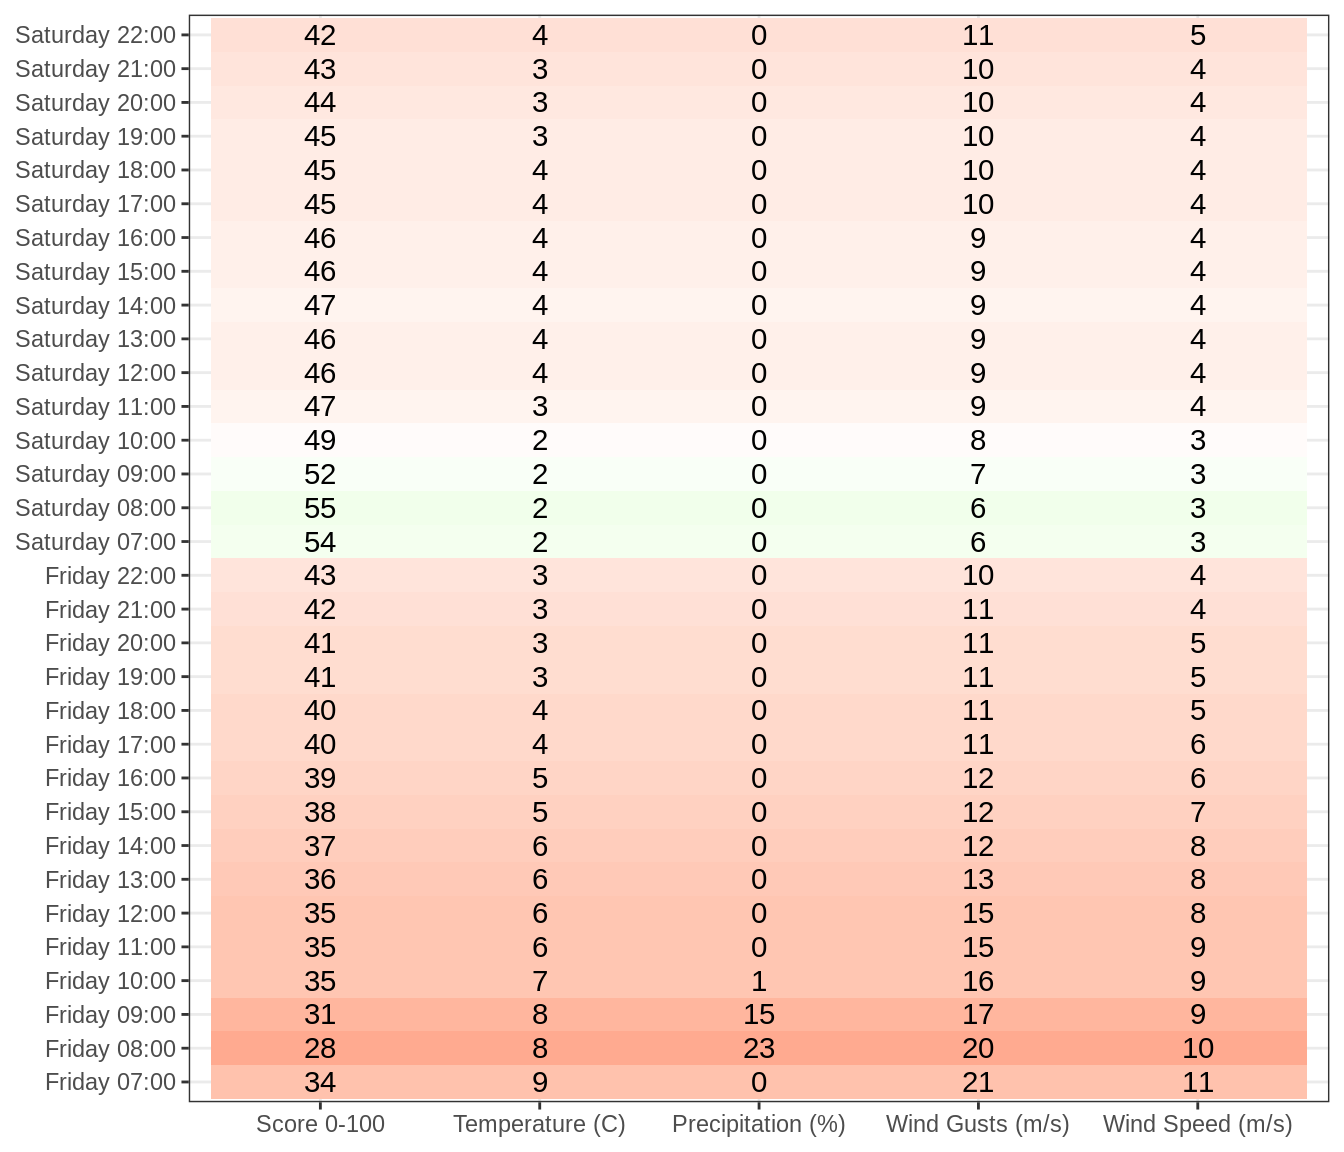 Saturday 22:00 42 4 0 11 5
Saturday 21:00 43 3 0 10 4
Saturday 20:00 44 3 0 10 4
Saturday 19:00 45 3 0 10 4
Saturday 18:00 45 4 0 10 4
Saturday 17:00 45 4 0 10 4
Saturday 16:00 46 4 0 9 4
Saturday 15:00 46 4 0 9 4
Saturday 14:00 47 4 0 9 4
Saturday 13:00 46 4 0 9 4
Saturday 12:00 46 4 0 9 4
Saturday 11:00 47 3 0 9 4
Saturday 10:00 49 2 0 8 3
Saturday 09:00 52 2 0 7 3
Saturday 08:00 55 2 0 6 3
Saturday 07:00 54 2 0 6 3
Friday 22:00 43 3 0 10 4
Friday 21:00 42 3 0 11 4
Friday 20:00 41 3 0 11 5
Friday 19:00 41 3 0 11 5
Friday 18:00 40 4 0 11 5
Friday 17:00 40 4 0 11 6
Friday 16:00 39 5 0 12 6
Friday 15:00 38 5 0 12 7
Friday 14:00 37 6 0 12 8
Friday 13:00 36 6 0 13 8
Friday 12:00 35 6 0 15 8
Friday 11:00 35 6 0 15 9
Friday 10:00 35 7 1 16 9
Friday 09:00 31 8 15 17 9
Friday 08:00 28 8 23 20 10
Friday 07:00 34 9 0 21 11
Score 0-100 Temperature (C) Precipitation (%) Wind Gusts (m/s) Wind Speed (m/s)